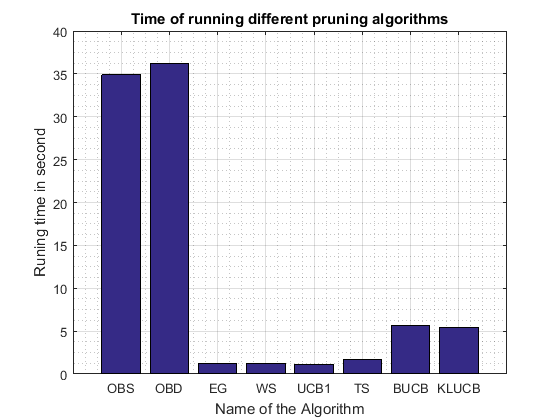 Time of running different pruning algorithms
40
35
30
25
20
15
10
5
0
Runing time in second
OBS OBD EG WS UCB1 TS BUCB KLUCB
Name of the Algorithm